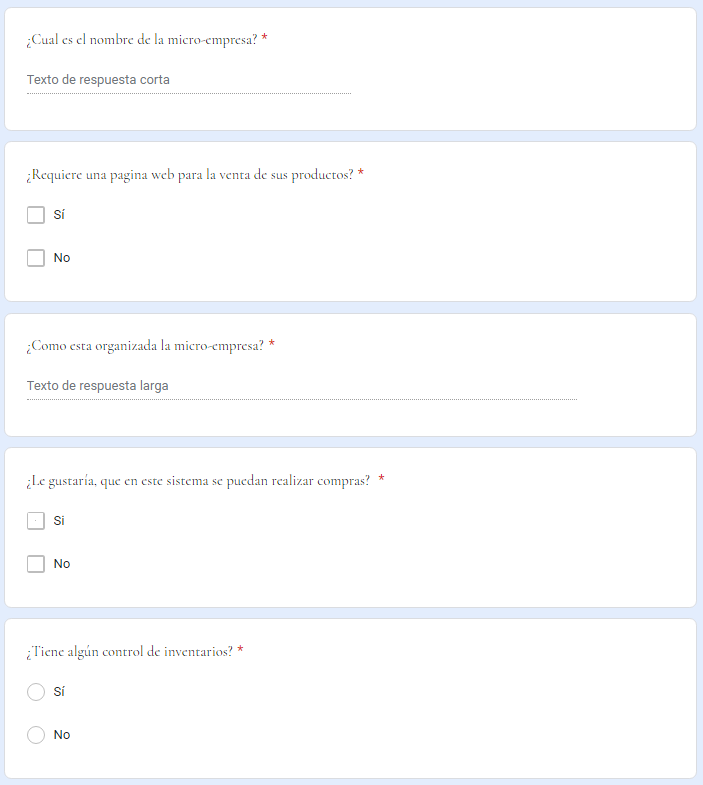 ¿Cual es el nombre de la micro-empresa? *
Texto de respuesta corta
¿Requiere una pagina web para la venta de sus productos? *
Sí
No
¿Como esta organizada la micro-empresa? *
Texto de respuesta larga
¿Le gustaría, que en este sistema se puedan realizar compras? *
Si
No
¿Tiene algún control de inventarios? *
Sí
No